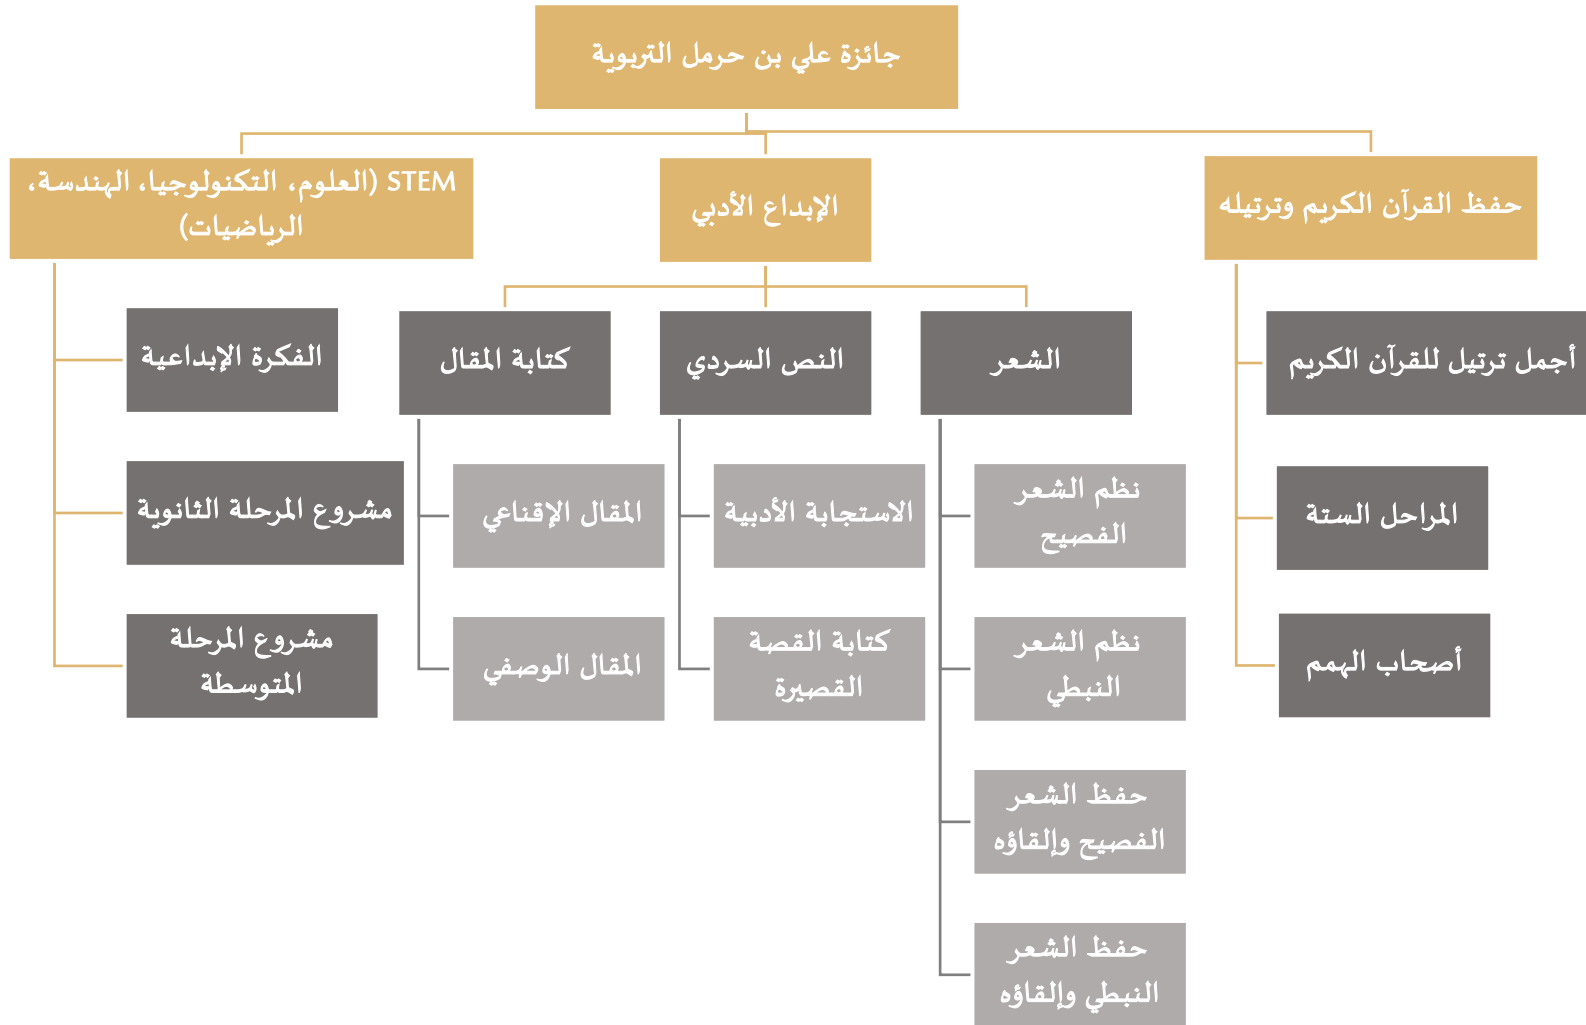 جائزة علي بن حرمل التربوية
حفظ القرآن الكريم وترتيله
أجمل ترتيل للقرآن الكريم
المراحل الستة
أصحاب الهمم
الإبداع الأدبي
الشعر
نظم الشعر
الفصيح
نظم الشعر
النبطي
حفظ الشعر
الفصيح وإلقاؤه
حفظ الشعر
النبطي وإلقاؤه
النص السردي
الاستجابة الأدبية
كتابة القصة
القصيرة
كتابة المقال
المقال الإقناعي
المقال الوصفي
STEM (العلوم، التكنولوجيا، الهندسة،
الرياضيات)
الفكرة الإبداعية
مشروع المرحلة الثانوية
مشروع المرحلة
المتوسطة